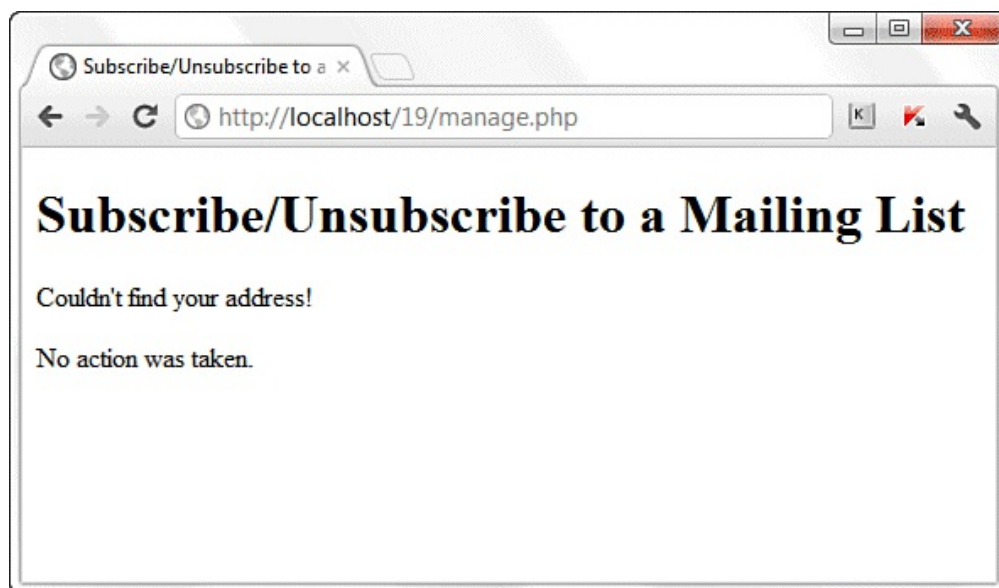 Subscribe/Unsubscribe to a
http://localhost/19/manage.php
K
Subscribe/Unsubscribe to a Mailing List
Couldn't find your address!
No action was taken.